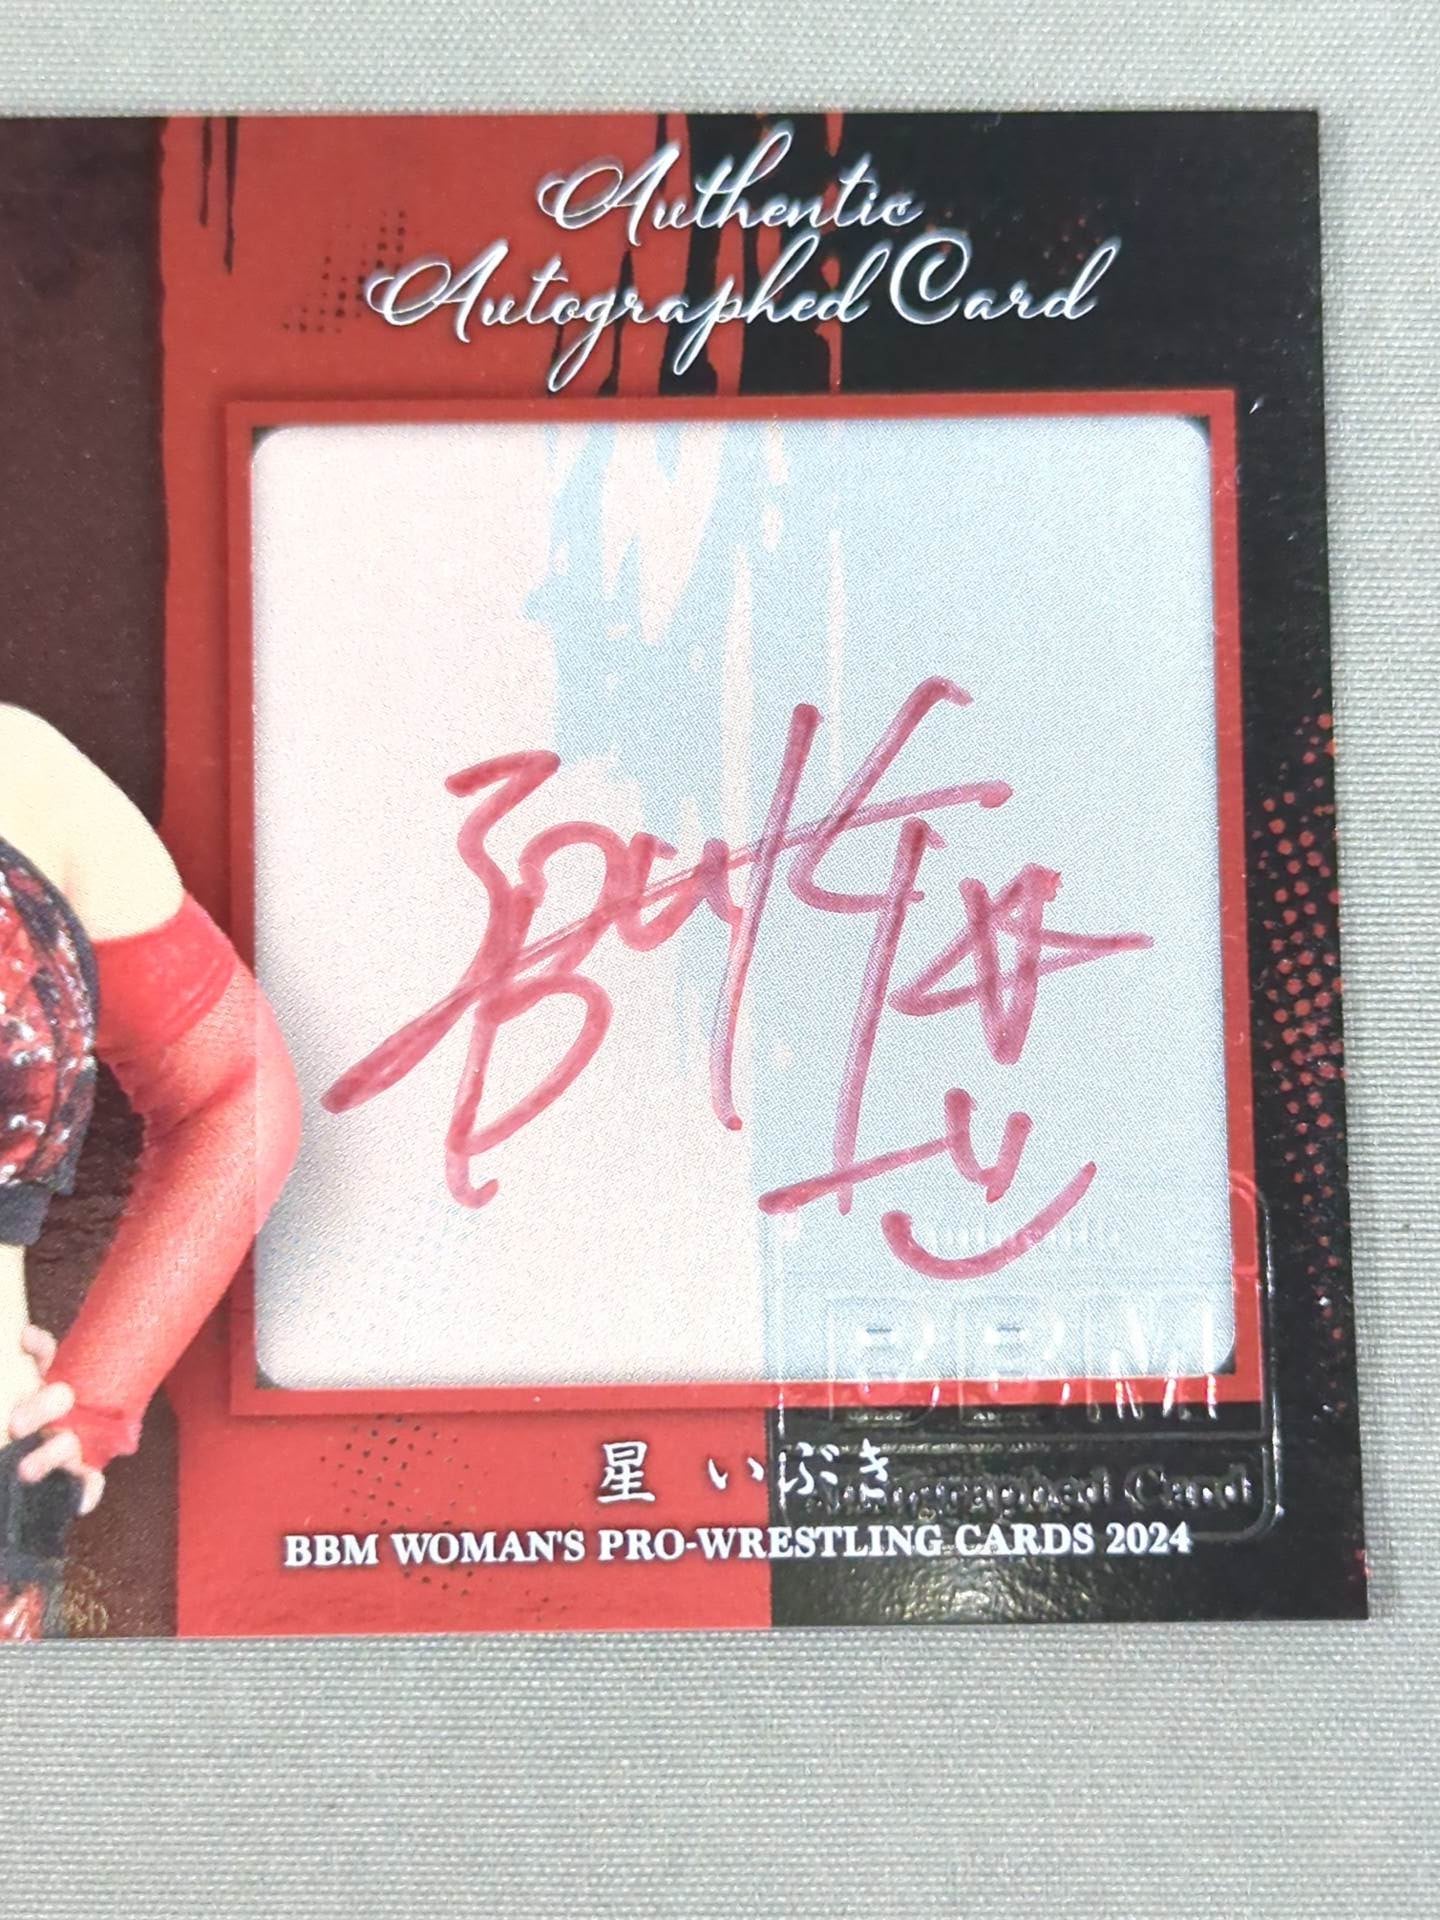 Authentic
Autographed Card
BBM
Autographed Card
星 いぶき
BBM WOMAN'S PRO-WRESTLING CARDS 2024